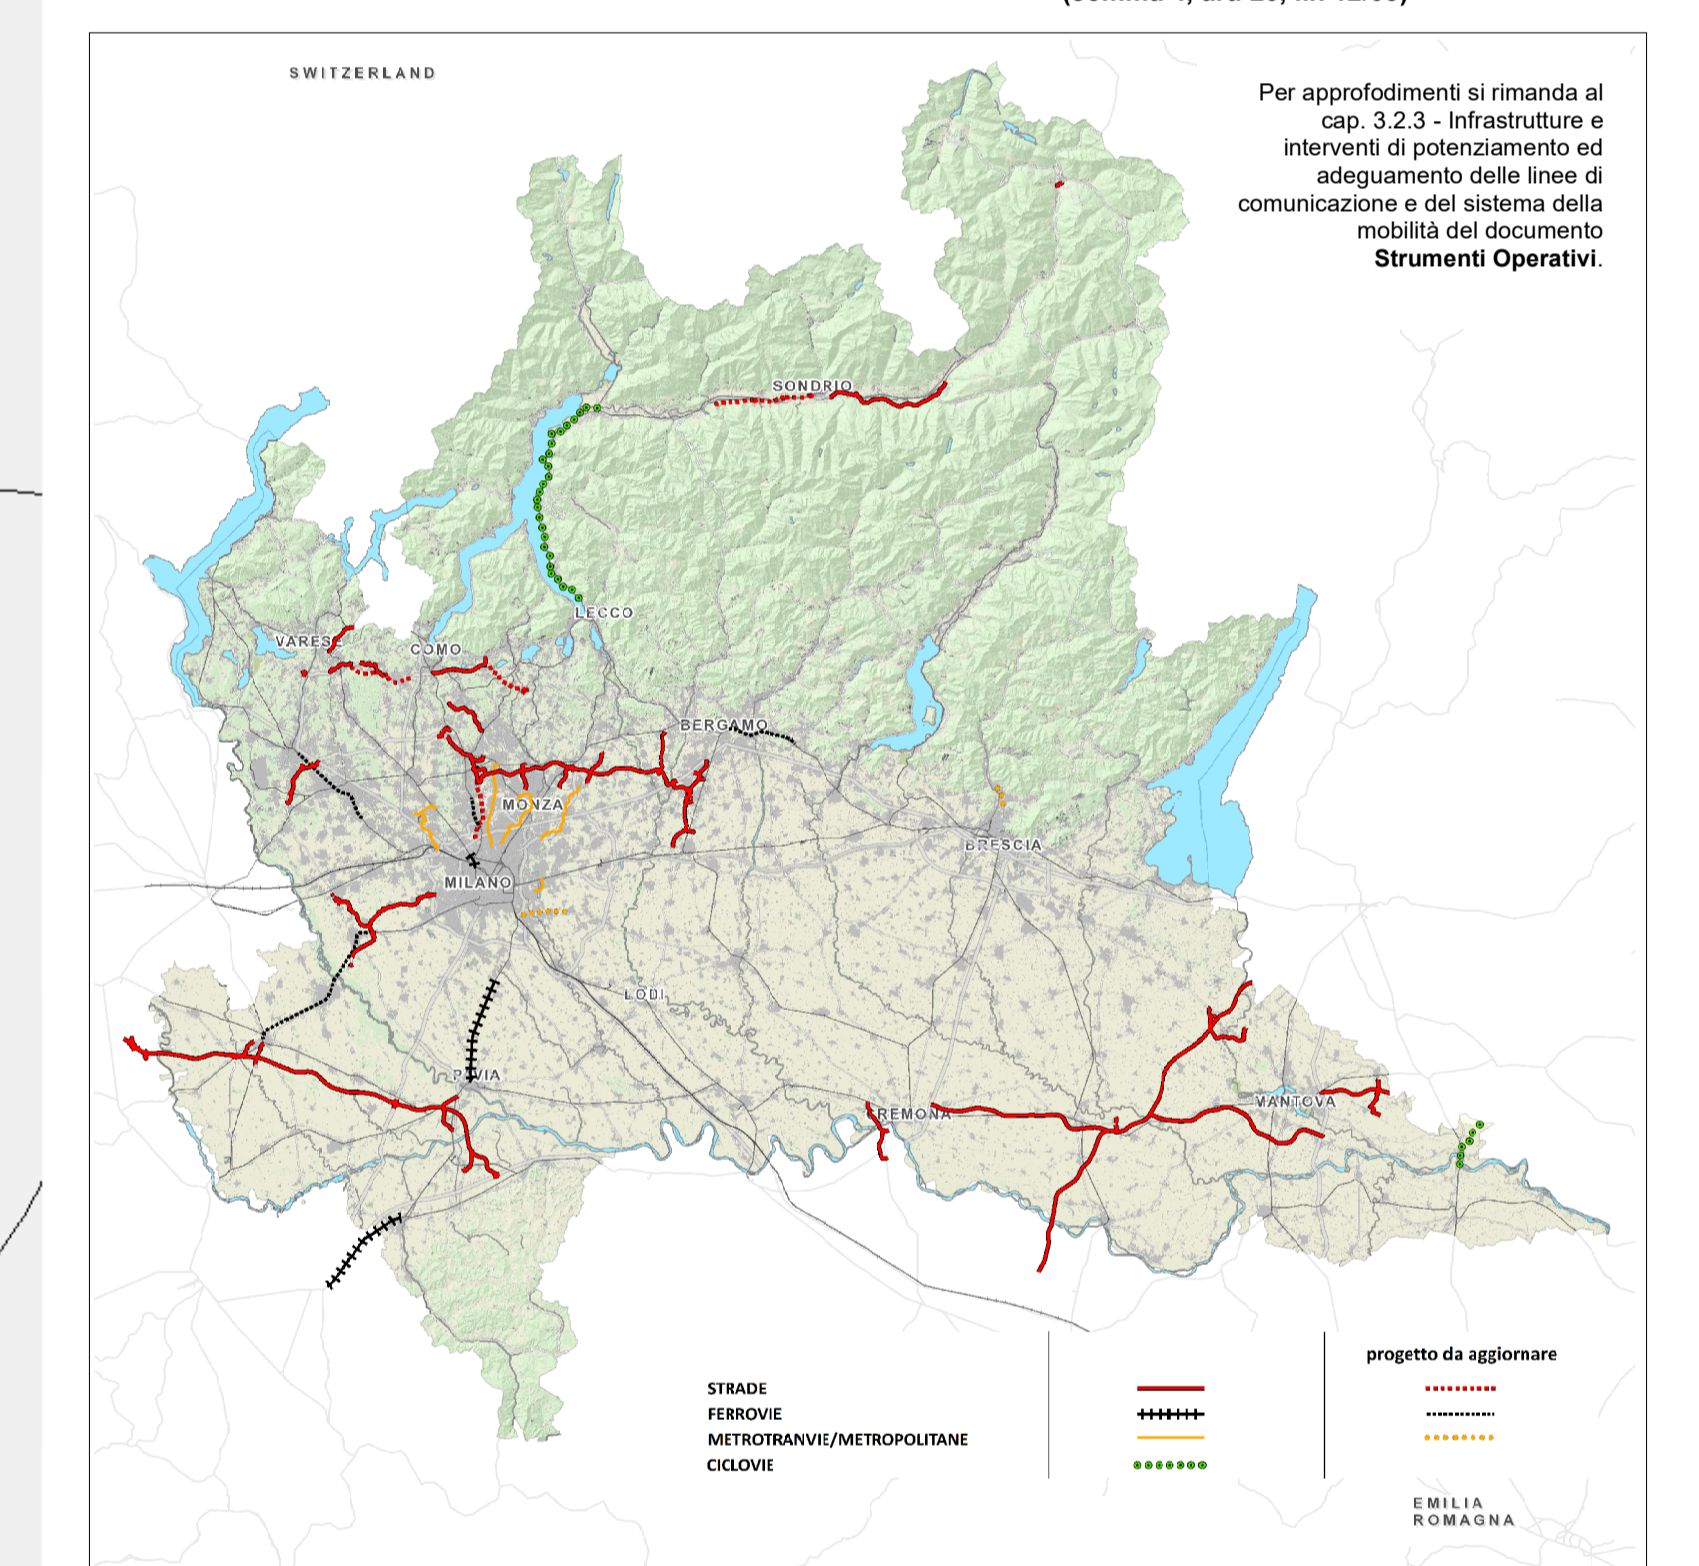 SWITZERLAND
Per approfodimenti si rimanda al
cap. 3.2.3 - Infrastrutture e
interventi di potenziamento ed
adeguamento delle linee di
comunicazione e del sistema della
mobilità del documento
Strumenti Operativi.
SONDRIO
LECCO
VARESE
COMO
BERGAMO
MONZA
BRESCIA
MILANO
LODI
PAVIA
MANTOVA
CREMONA
progetto da aggiornare
STRADE
FERROVIE
METROTRANVIE/METROPOLITANE
CICLOVIE
EMILIA
ROMAGNA